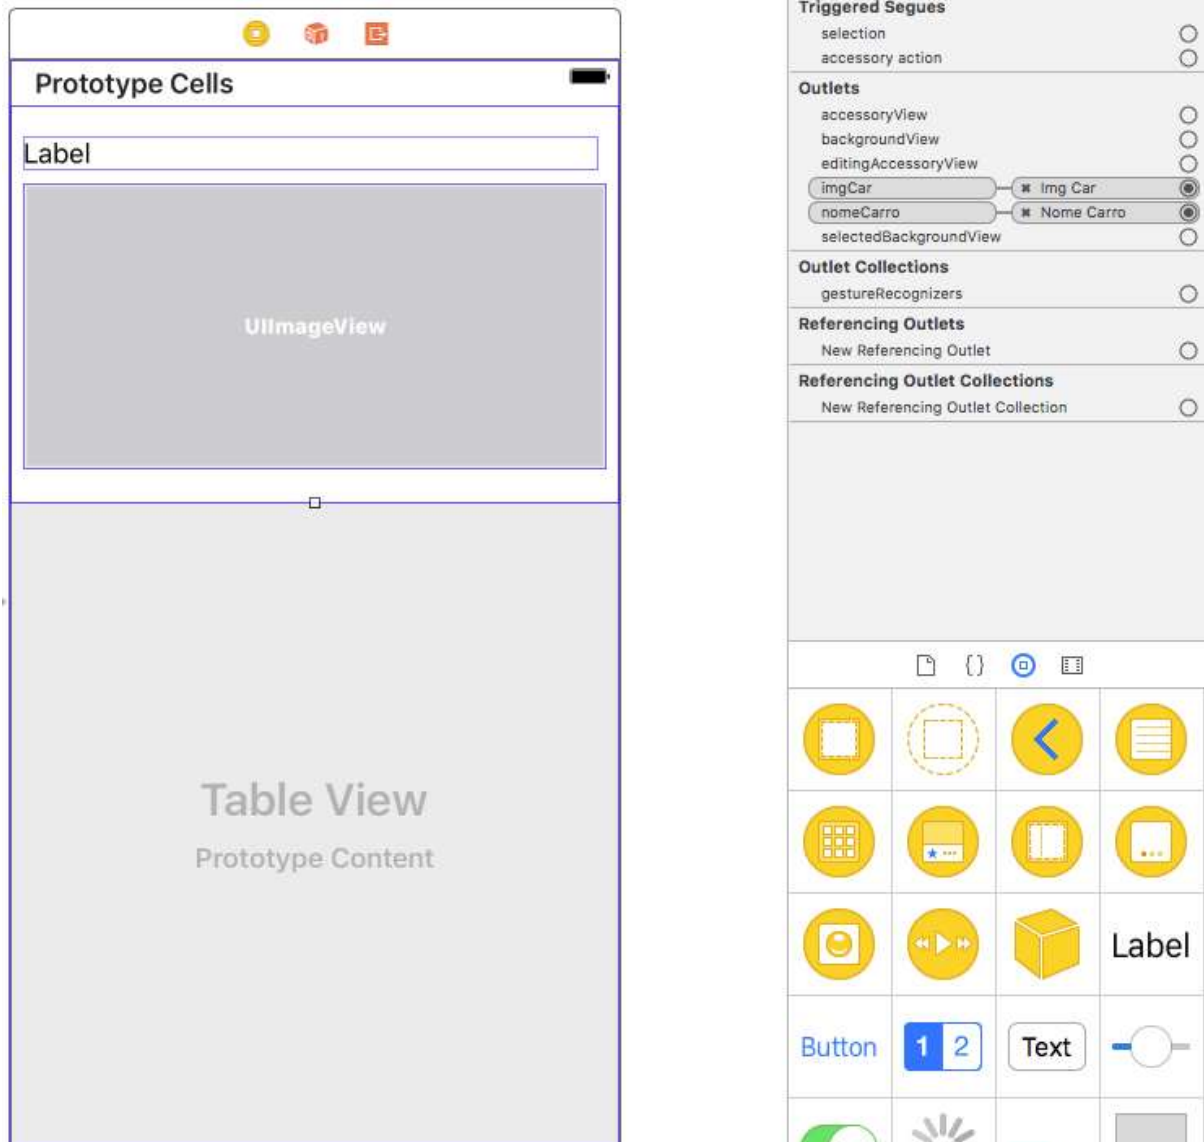 Prototype Cells
Label
UIImageView
Table View
Prototype Content
Triggered Segues
selection
accessory action
Outlets
accessoryView
backgroundView
editingAccessoryView
imgCar Img Car
nomeCarro Nome Carro
selectedBackgroundView
Outlet Collections
gestureRecognizers
Referencing Outlets
New Referencing Outlet
Referencing Outlet Collections
New Referencing Outlet Collection
{}
Label
Button 1 2 Text